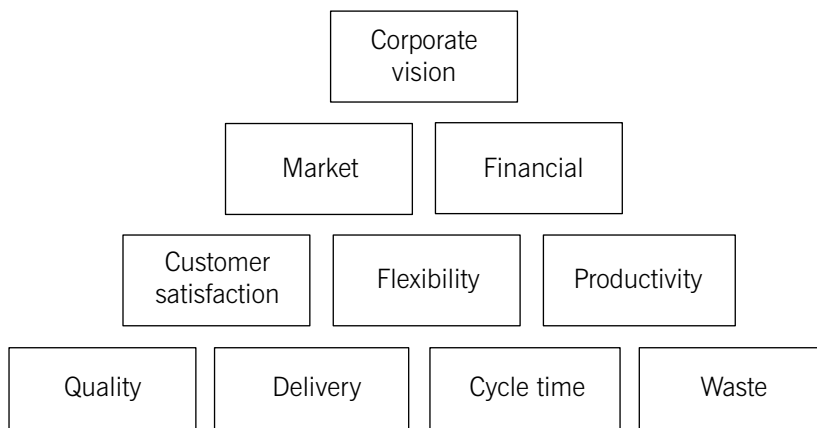 Corporate
vision
Market
Financial
Customer
satisfaction
Flexibility
Productivity
Quality
Delivery
Cycle time
Waste